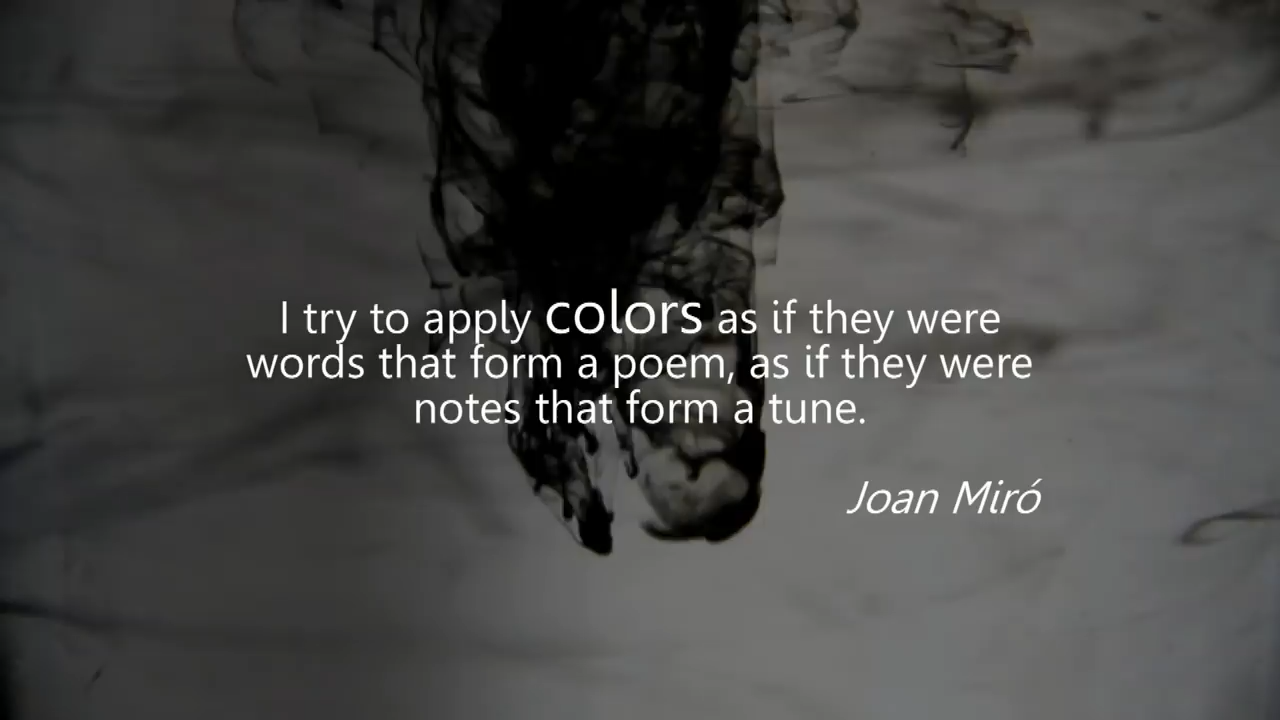 I try to apply colors as if they were
words that form a poem, as if they were
notes that form a tune.
Joan Miró